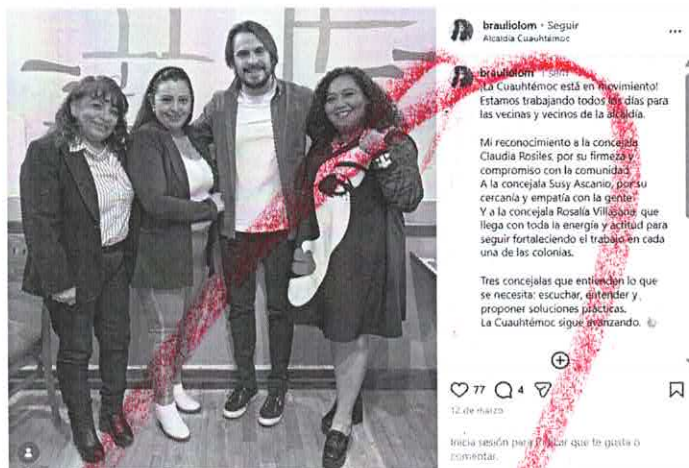 brauliolom • Seguir
Alcaldía Cuauhtémoc
brauliolom 1 sem
¡La Cuauhtémoc está en movimiento!
Estamos trabajando todos los días para
las vecinas y vecinos de la alcaldía.
Mi reconocimiento a la concejala
Claudia Rosiles, por su firmeza y
compromiso con la comunidad.
A la concejala Susy Ascanio, por su
cercanía y empatía con la gente.
Y a la concejala Rosalía Villasana, que
llega con toda la energía y actitud para
seguir fortaleciendo el trabajo en cada
una de las colonias.
Tres concejalas que entienden lo que
se necesita: escuchar, entender y
proponer soluciones prácticas.
La Cuauhtémoc sigue avanzando.
77 4
12 de marzo
Inicia sesión para indicar que te gusta o
comentar.